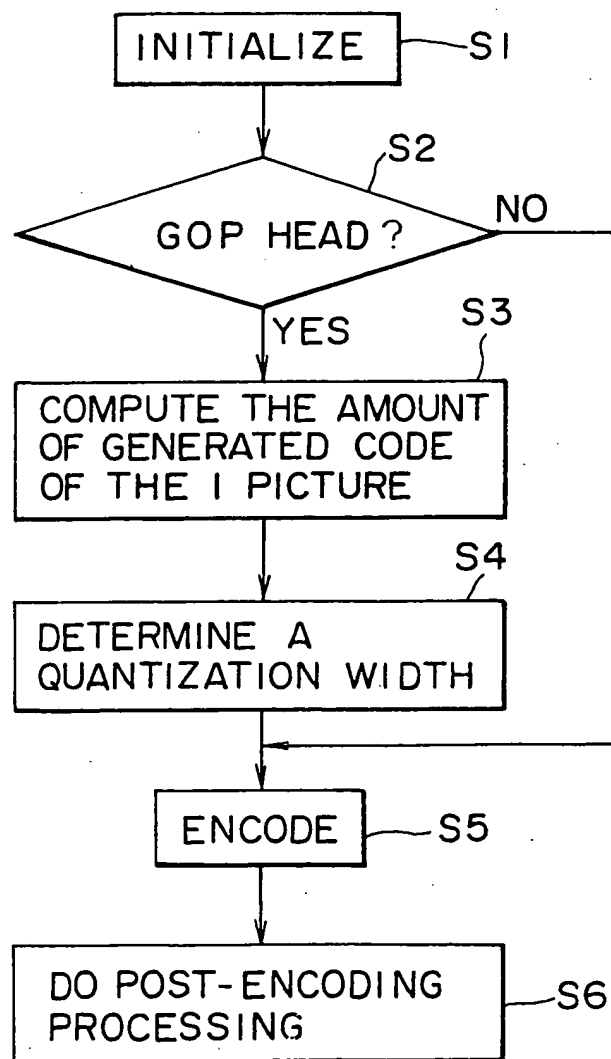 INITIALIZE
S1
S2
GOP HEAD?
NO
YES
S3
COMPUTE THE AMOUNT
OF GENERATED CODE
OF THE I PICTURE
S4
DETERMINE A
QUANTIZATION WIDTH
ENCODE
S5
DO POST-ENCODING
PROCESSING
S6